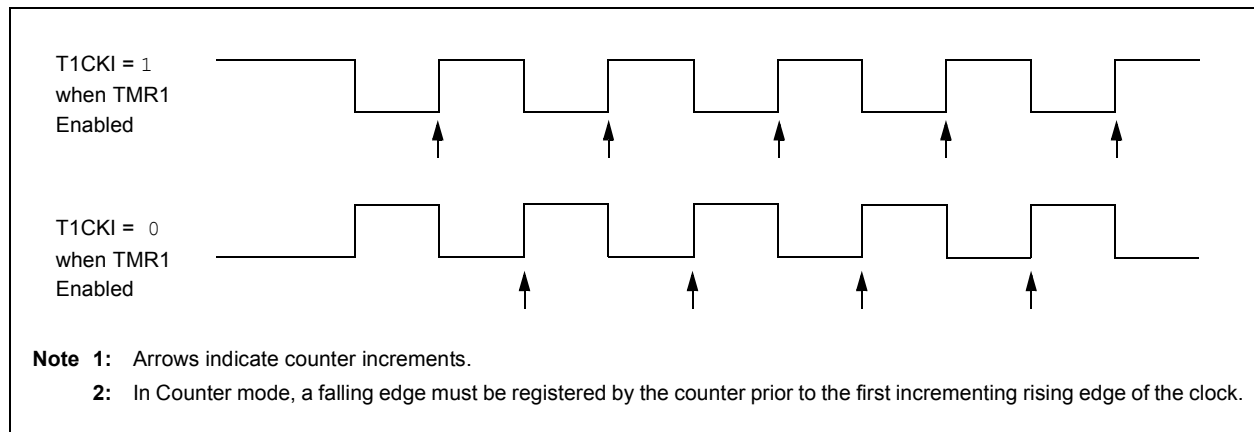 T1CKI = 1
when TMR1
Enabled
T1CKI = 0
when TMR1
Enabled
Note 1: Arrows indicate counter increments.
2: In Counter mode, a falling edge must be registered by the counter prior to the first incrementing rising edge of the clock.